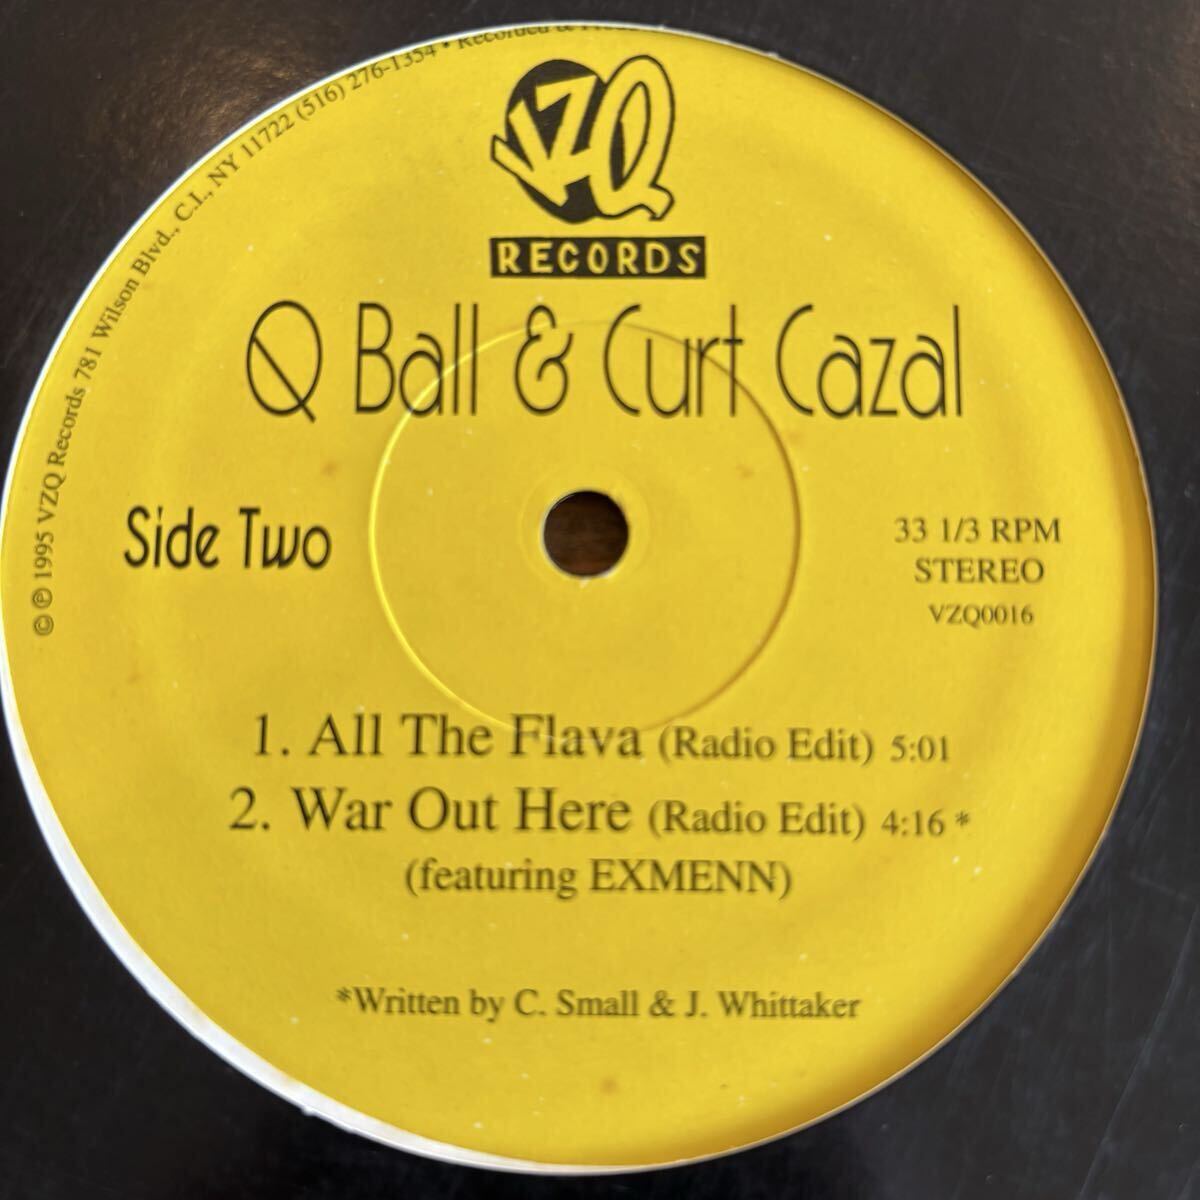 © ℗ 1995 VZQ Records 781 Wilson Blvd., C.I., NY 11722 (516) 276-1354 • Recorded &
VZQ
RECORDS
Q Ball & Curt Cazal
Side Two
33 1/3 RPM
STEREO
VZQ0016
1. All The Flava (Radio Edit) 5:01
2. War Out Here (Radio Edit) 4:16 *
(featuring EXMENN)
*Written by C. Small & J. Whittaker